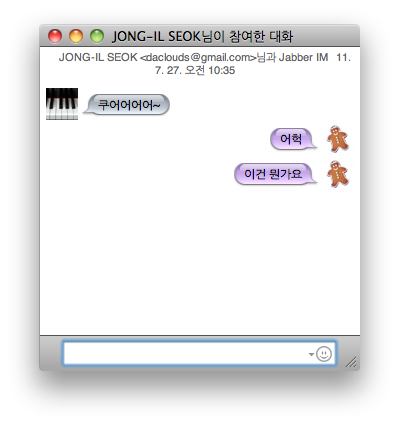 JONG-IL SEOK님이 참여한 대화
JONG-IL SEOK <daclouds@gmail.com>님과 Jabber IM   11.
7. 27. 오전 10:35
쿠어어어어~
어헉
이건 뭔가요